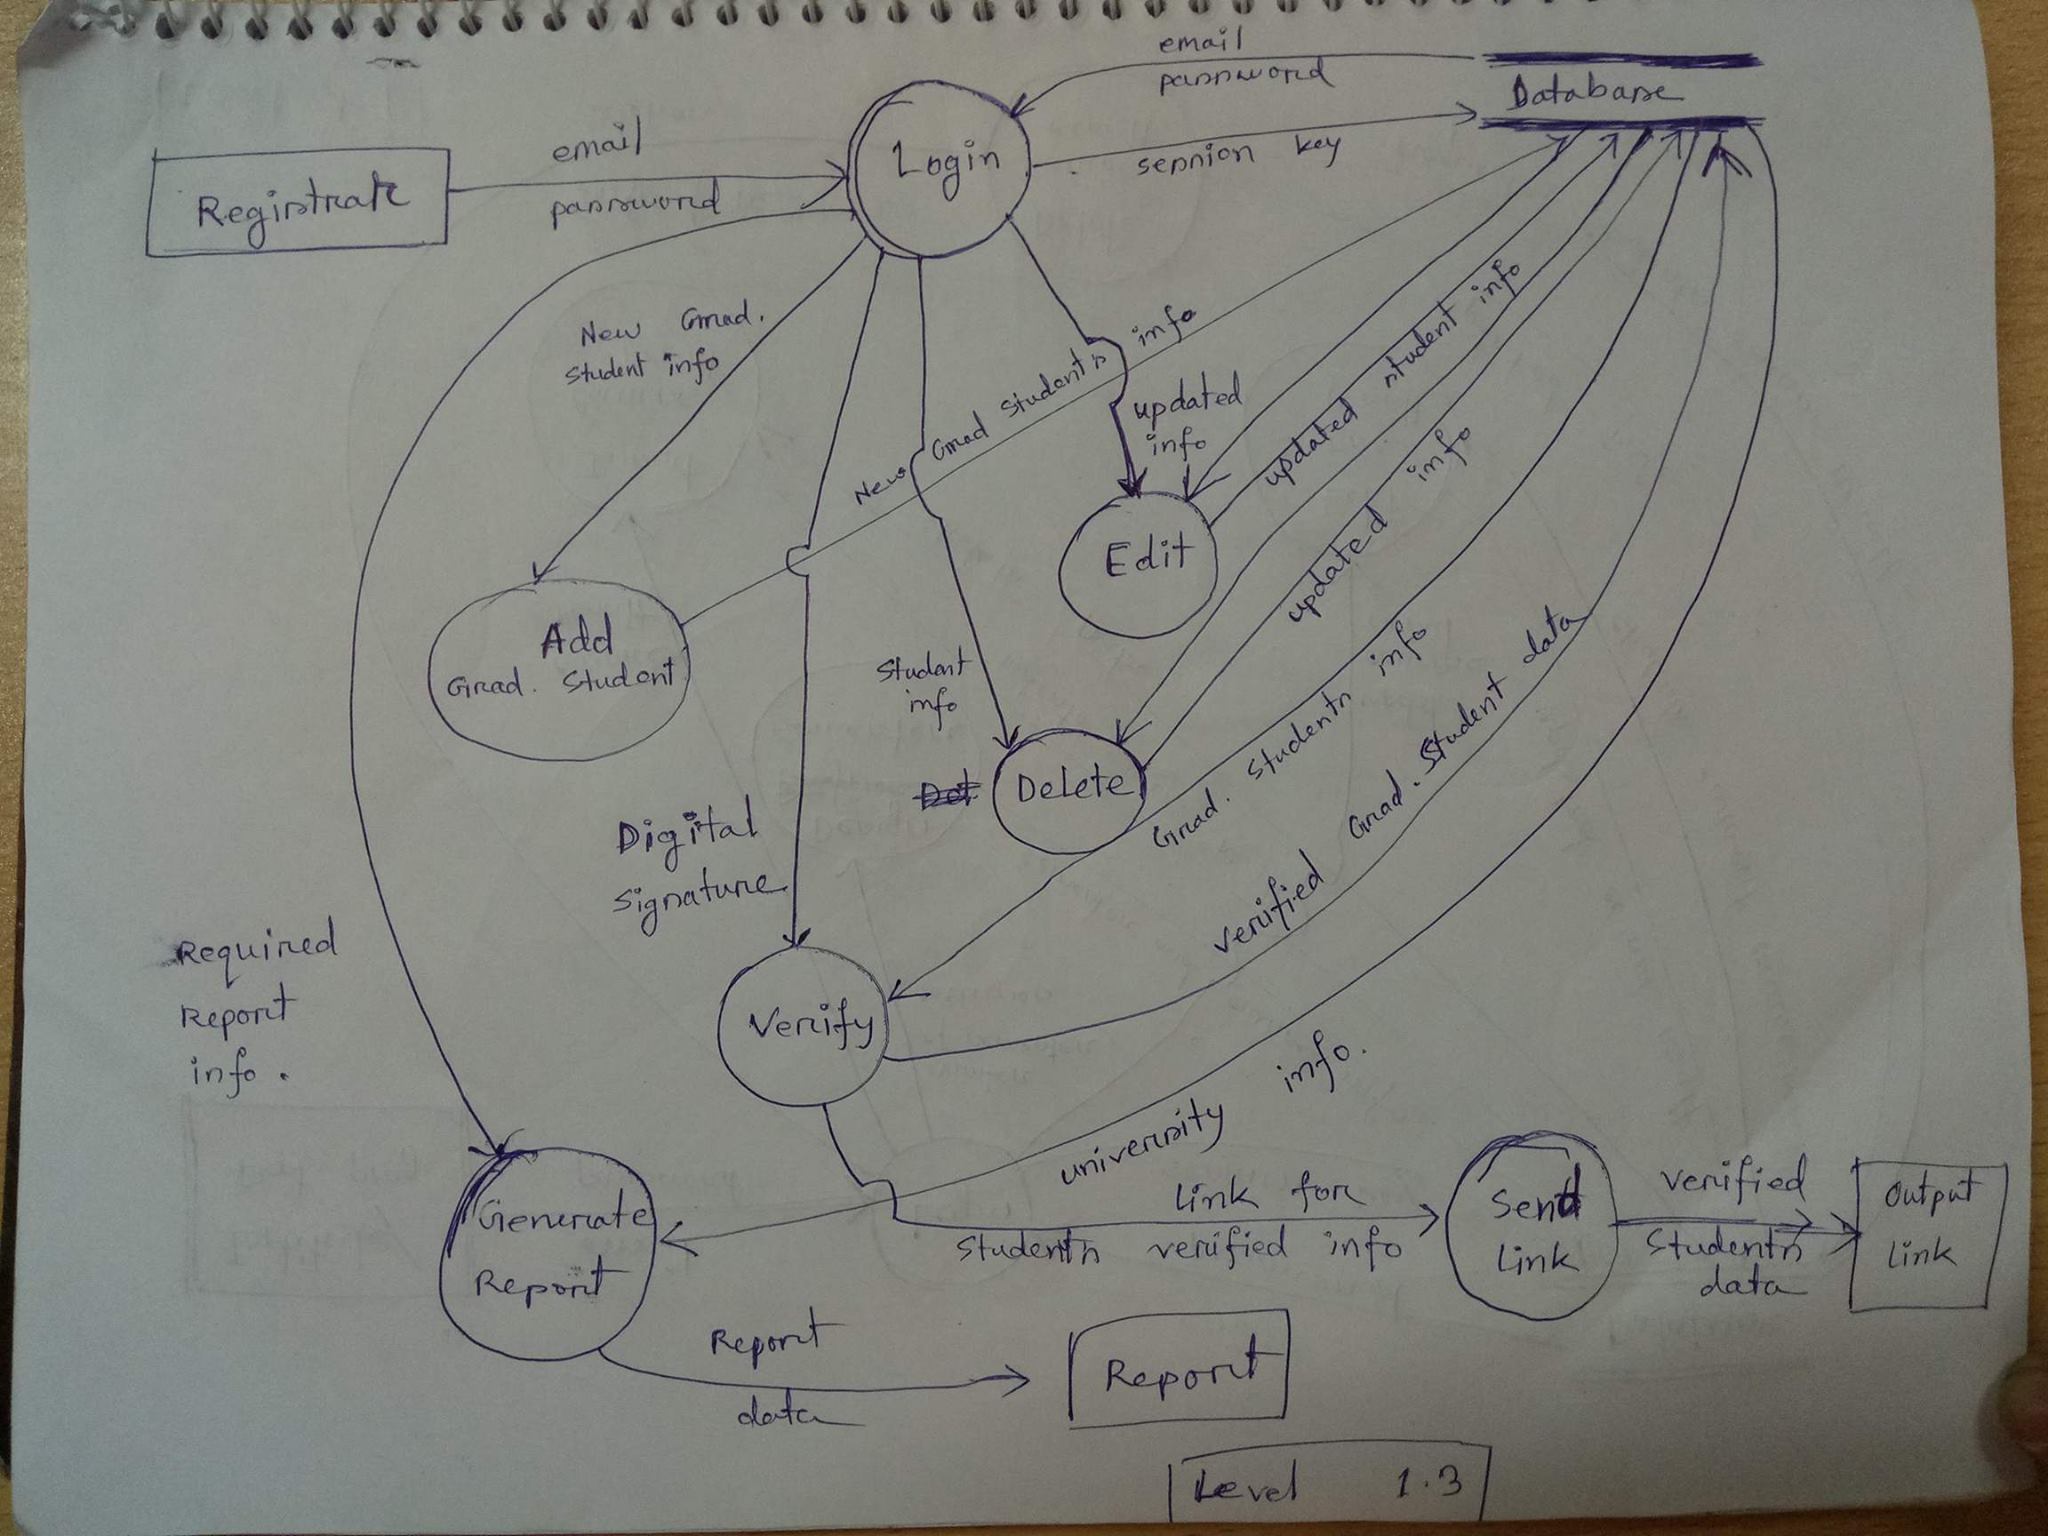 email
password
Database
email
password
Login
session key
Registrar
New Grad.
Student info
New Grad Student's info
updated
info
updated student info
updated info
Edit
Add
Grad. Student
Student
info
Delete
Grad. Students info
Verified Grad. Student data
Digital
Signature
Required
Report
info.
Verify
university info.
Link for
Students verified info
Send
Link
Verified
Students
data
Output
Link
Generate
Report
Report
data
Report
Level 1.3